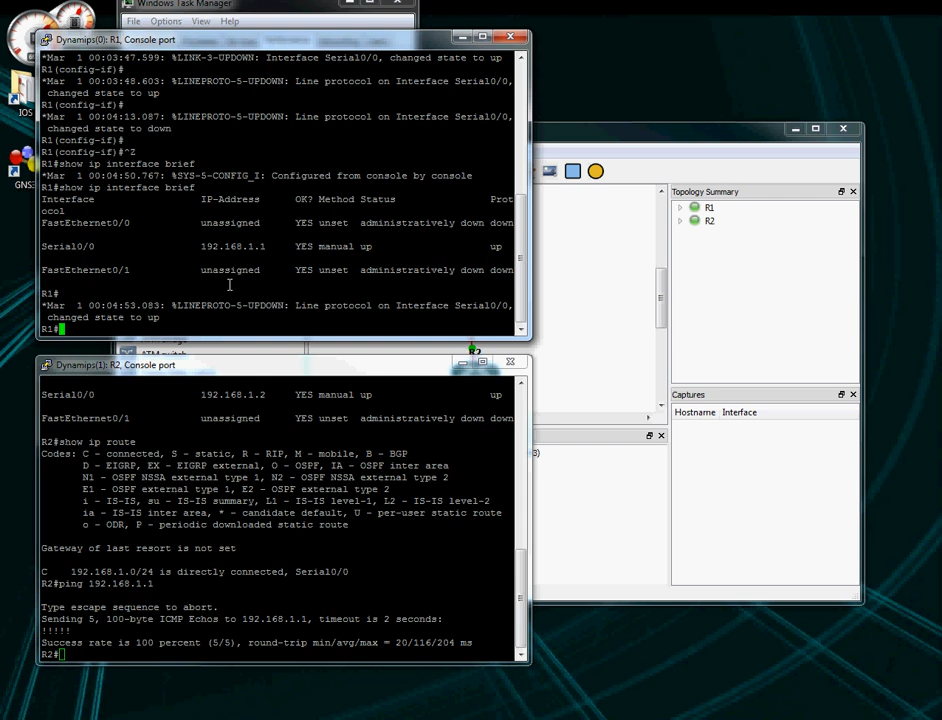 Windows Task Manager
File Options View Help
Dynamips(0): R1, Console port
*Mar  1 00:03:47.599: %LINK-3-UPDOWN: Interface Serial0/0, changed state to up
R1(config-if)#
*Mar  1 00:03:48.603: %LINEPROTO-5-UPDOWN: Line protocol on Interface Serial0/0,
 changed state to up
R1(config-if)#
*Mar  1 00:04:13.087: %LINEPROTO-5-UPDOWN: Line protocol on Interface Serial0/0,
 changed state to down
R1(config-if)#
R1(config-if)#^Z
R1#show ip interface brief
*Mar  1 00:04:50.767: %SYS-5-CONFIG_I: Configured from console by console
R1#show ip interface brief
Interface                  IP-Address      OK? Method Status                Prot
ocol
FastEthernet0/0            unassigned      YES unset  administratively down down
Serial0/0                  192.168.1.1     YES manual up                    up
FastEthernet0/1            unassigned      YES unset  administratively down down
R1#
*Mar  1 00:04:53.083: %LINEPROTO-5-UPDOWN: Line protocol on Interface Serial0/0,
 changed state to up
R1#
IOS
GNS3
ATM switch
R2
Dynamips(1): R2, Console port
Serial0/0                  192.168.1.2     YES manual up                    up
FastEthernet0/1            unassigned      YES unset  administratively down down
R2#show ip route
Codes: C - connected, S - static, R - RIP, M - mobile, B - BGP
       D - EIGRP, EX - EIGRP external, O - OSPF, IA - OSPF inter area
       N1 - OSPF NSSA external type 1, N2 - OSPF NSSA external type 2
       E1 - OSPF external type 1, E2 - OSPF external type 2
       i - IS-IS, su - IS-IS summary, L1 - IS-IS level-1, L2 - IS-IS level-2
       ia - IS-IS inter area, * - candidate default, U - per-user static route
       o - ODR, P - periodic downloaded static route
Gateway of last resort is not set
C    192.168.1.0/24 is directly connected, Serial0/0
R2#ping 192.168.1.1
Type escape sequence to abort.
Sending 5, 100-byte ICMP Echos to 192.168.1.1, timeout is 2 seconds:
!!!!!
Success rate is 100 percent (5/5), round-trip min/avg/max = 20/116/204 ms
R2#
Topology Summary
R1
R2
Captures
Hostname Interface
3)